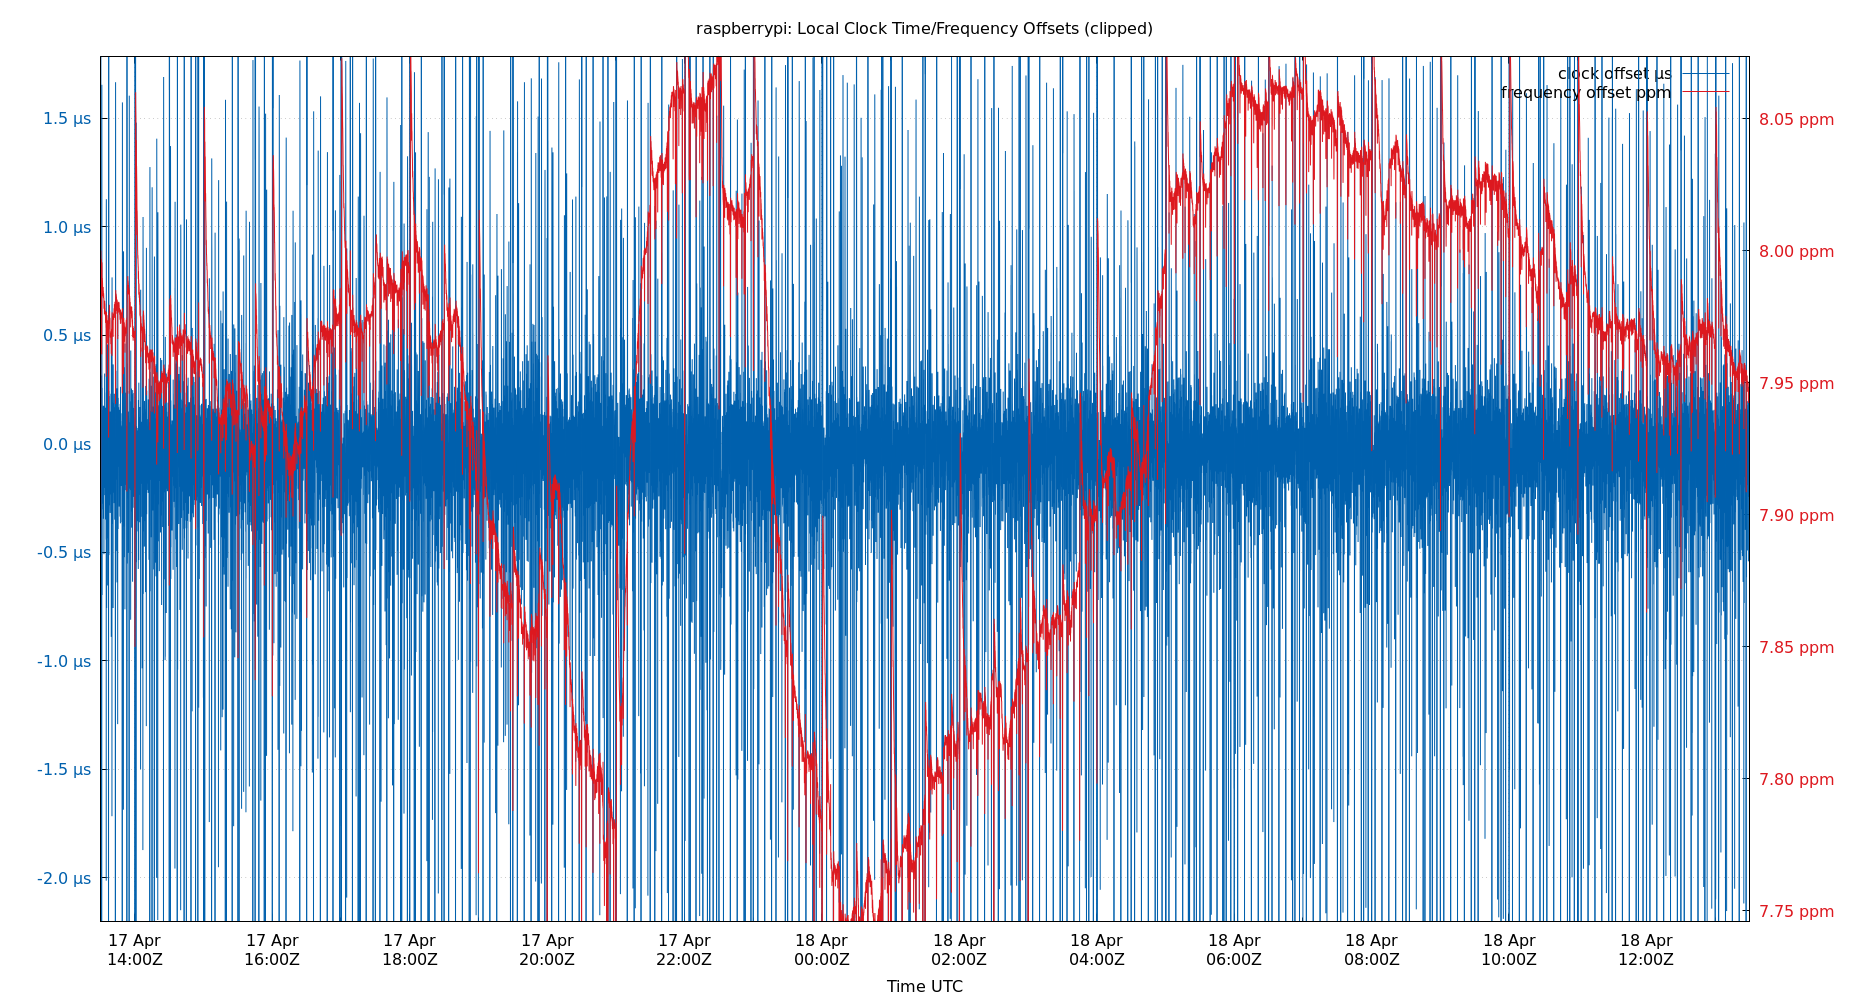 raspberrypi: Local Clock Time/Frequency Offsets (clipped)
clock offset µs
frequency offset ppm
1.5 µs
1.0 µs
0.5 µs
0.0 µs
-0.5 µs
-1.0 µs
-1.5 µs
-2.0 µs
8.05 ppm
8.00 ppm
7.95 ppm
7.90 ppm
7.85 ppm
7.80 ppm
7.75 ppm
17 Apr 17 Apr 17 Apr 17 Apr 17 Apr 18 Apr 18 Apr 18 Apr 18 Apr 18 Apr 18 Apr 18 Apr
14:00Z 16:00Z 18:00Z 20:00Z 22:00Z 00:00Z 02:00Z 04:00Z 06:00Z 08:00Z 10:00Z 12:00Z
Time UTC